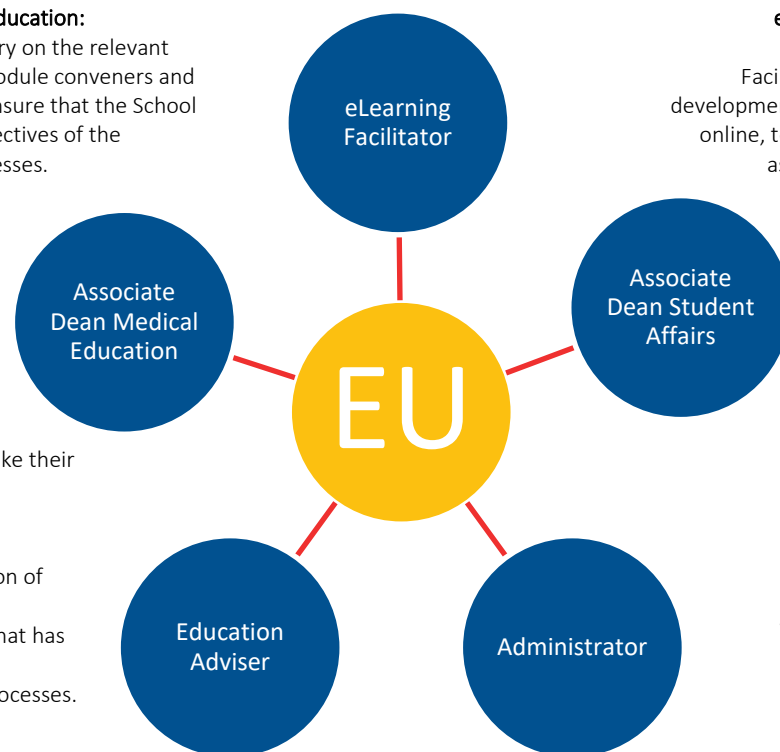 ducation:
ry on the relevant
odule conveners and
nsure that the School
ectives of the
esses.
e
Faci
developme
online, t
as
eLearning
Facilitator
Associate
Dean Medical
Education
Associate
Dean Student
Affairs
EU
ke their
on of
hat has
ocesses.
Education
Adviser
Administrator